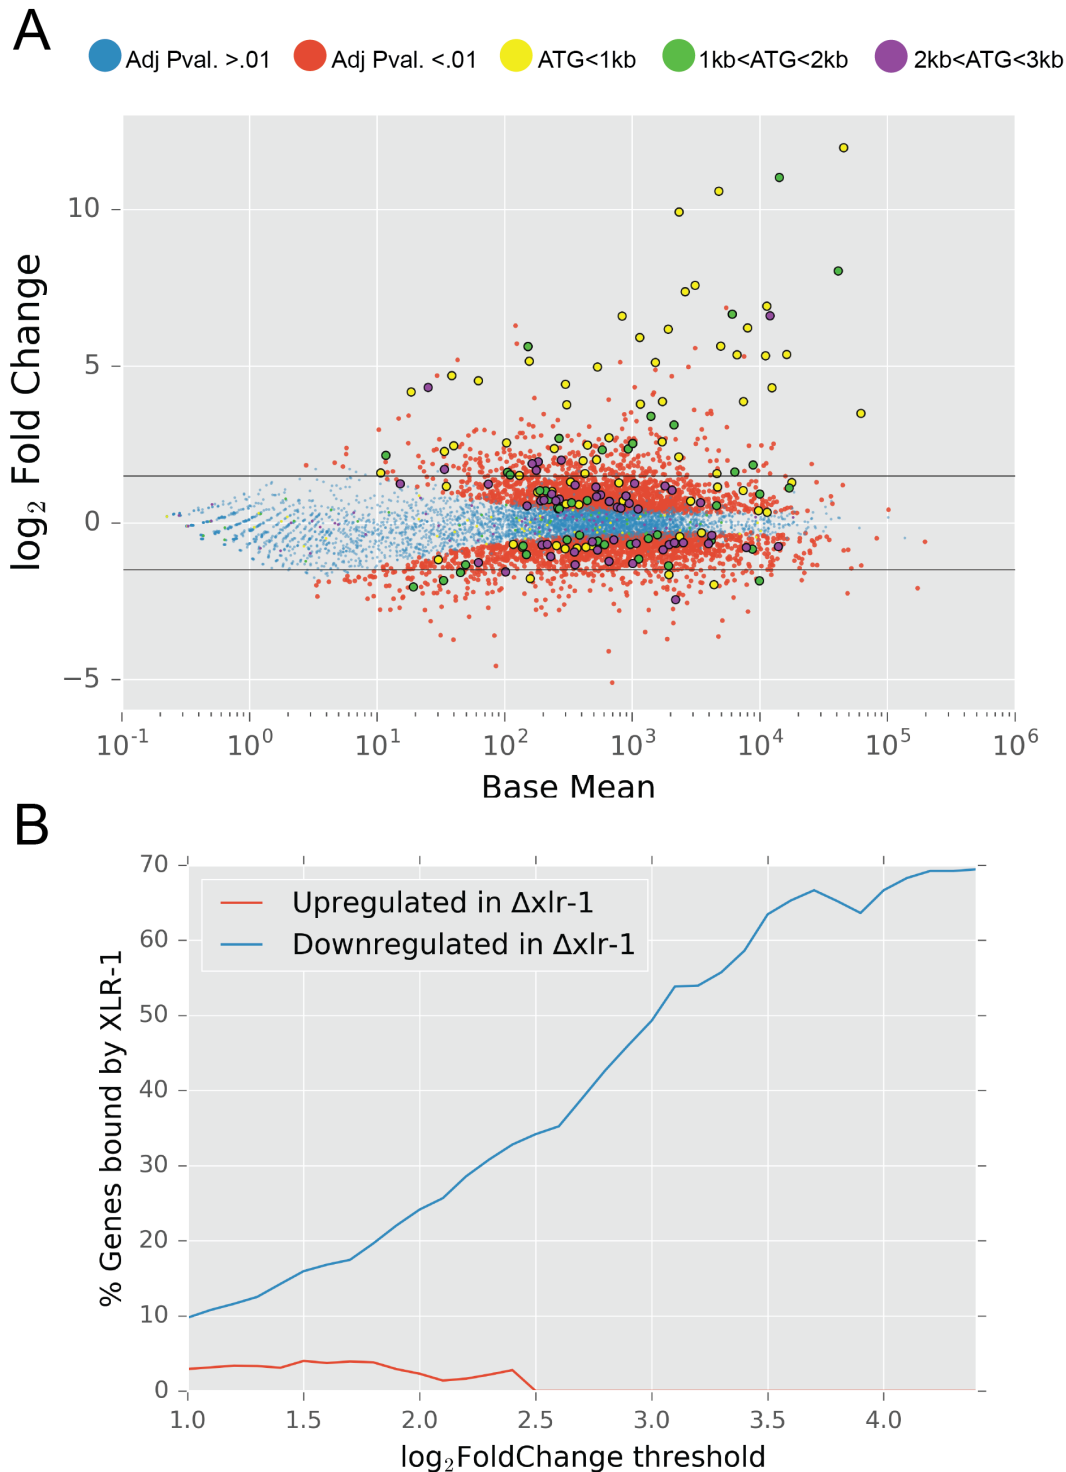 A
Adj Pval. >.01 Adj Pval. <.01 ATG<1kb 1kb<ATG<2kb 2kb<ATG<3kb
10
5
0
−5
log₂ Fold Change
10⁻¹ 10⁰ 10¹ 10² 10³ 10⁴ 10⁵ 10⁶
Base Mean
B
70
60
50
40
30
20
10
0
% Genes bound by XLR-1
Upregulated in Δxlr-1
Downregulated in Δxlr-1
1.0 1.5 2.0 2.5 3.0 3.5 4.0
log₂FoldChange threshold